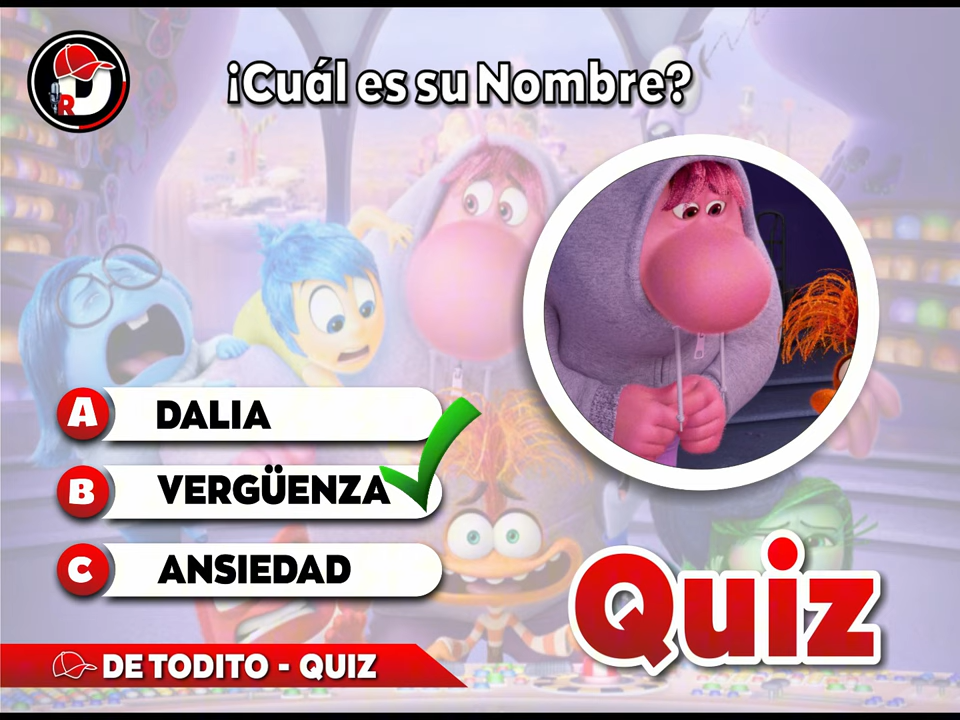 ¡Cuál es su Nombre?
R
A DALIA
B VERGÜENZA
C ANSIEDAD
Quiz
DE TODITO - QUIZ